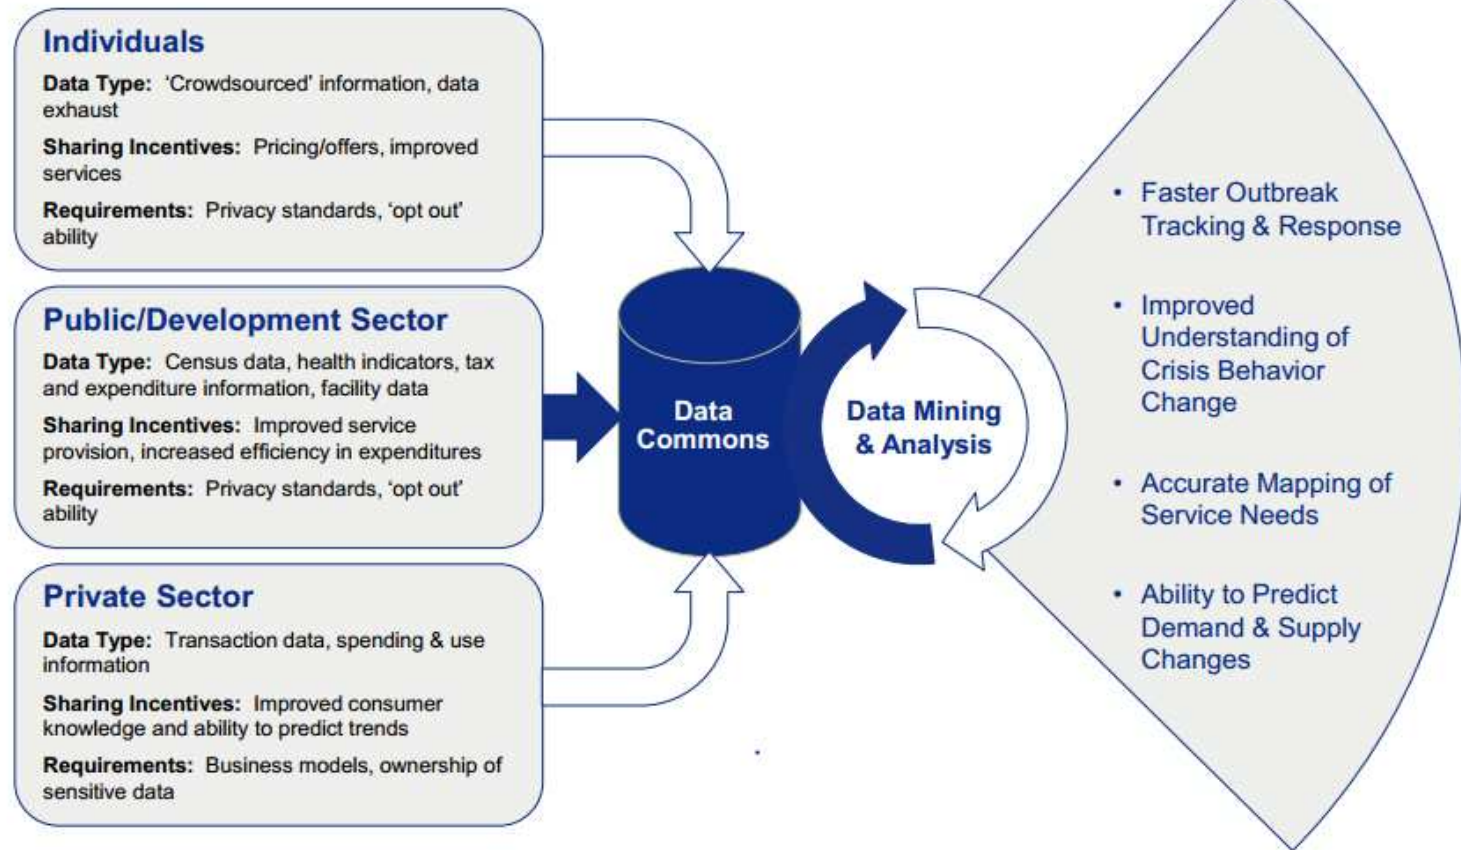 Individuals
Data Type: ‘Crowdsourced’ information, data
exhaust
Sharing Incentives: Pricing/offers, improved
services
Requirements: Privacy standards, ‘opt out’
ability
Public/Development Sector
Data Type: Census data, health indicators, tax
and expenditure information, facility data
Sharing Incentives: Improved service
provision, increased efficiency in expenditures
Requirements: Privacy standards, ‘opt out’
ability
Private Sector
Data Type: Transaction data, spending & use
information
Sharing Incentives: Improved consumer
knowledge and ability to predict trends
Requirements: Business models, ownership of
sensitive data
Data
Commons
Data Mining
& Analysis
• Faster Outbreak
Tracking & Response
• Improved
Understanding of
Crisis Behavior
Change
• Accurate Mapping of
Service Needs
• Ability to Predict
Demand & Supply
Changes